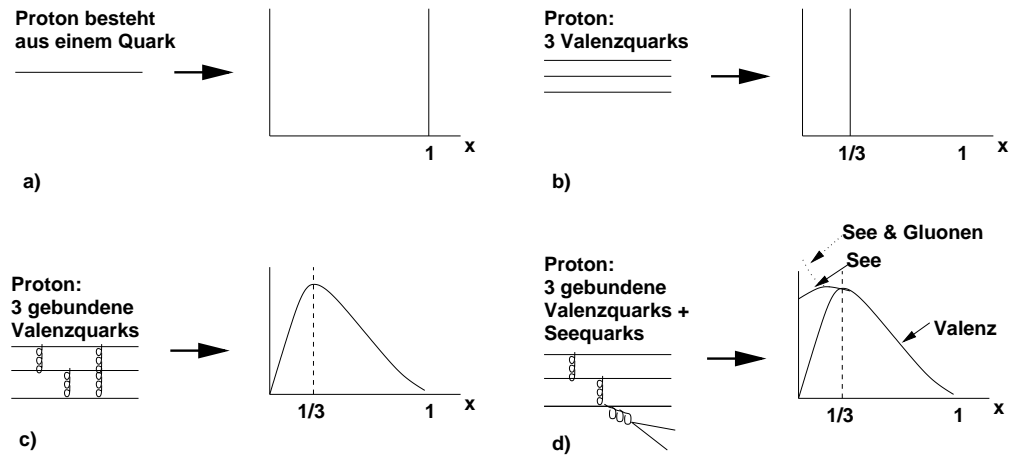 Proton besteht
aus einem Quark
1
x
a)
Proton:
3 Valenzquarks
1/3
1
x
b)
Proton:
3 gebundene
Valenzquarks
1/3
1
x
c)
Proton:
3 gebundene
Valenzquarks +
Seequarks
See & Gluonen
See
Valenz
1/3
1
x
d)